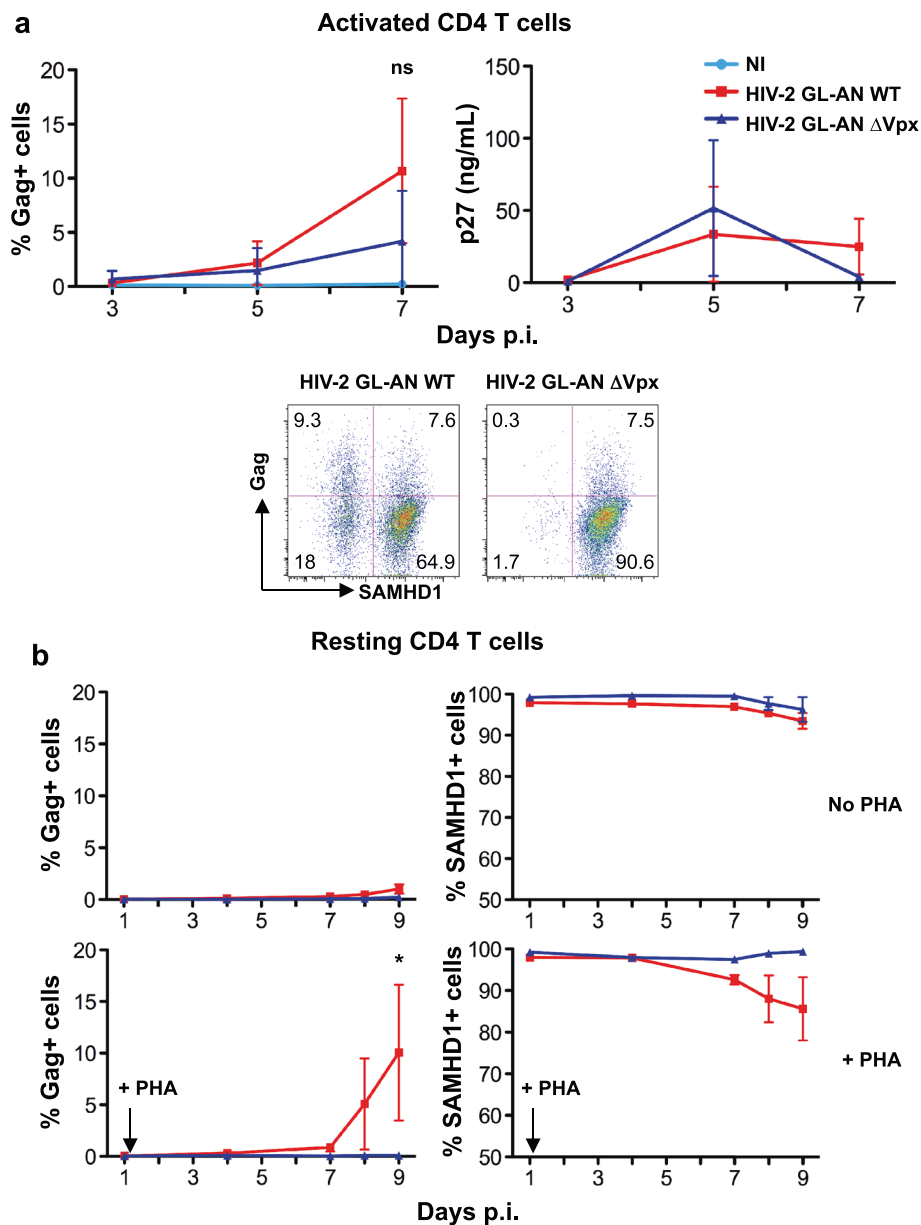 a
Activated CD4 T cells
20
15
10
5
0
% Gag+ cells
ns
3
5
7
150
100
50
0
p27 (ng/mL)
NI
HIV-2 GL-AN WT
HIV-2 GL-AN ΔVpx
3
5
7
Days p.i.
HIV-2 GL-AN WT
HIV-2 GL-AN ΔVpx
9.3
7.6
18
64.9
0.3
7.5
1.7
90.6
Gag
SAMHD1
b
Resting CD4 T cells
20
15
10
5
0
% Gag+ cells
1
3
5
7
9
100
90
80
70
60
50
% SAMHD1+ cells
1
3
5
7
9
No PHA
20
15
10
5
0
% Gag+ cells
+ PHA
*
1
3
5
7
9
100
90
80
70
60
50
% SAMHD1+ cells
+ PHA
1
3
5
7
9
+ PHA
Days p.i.